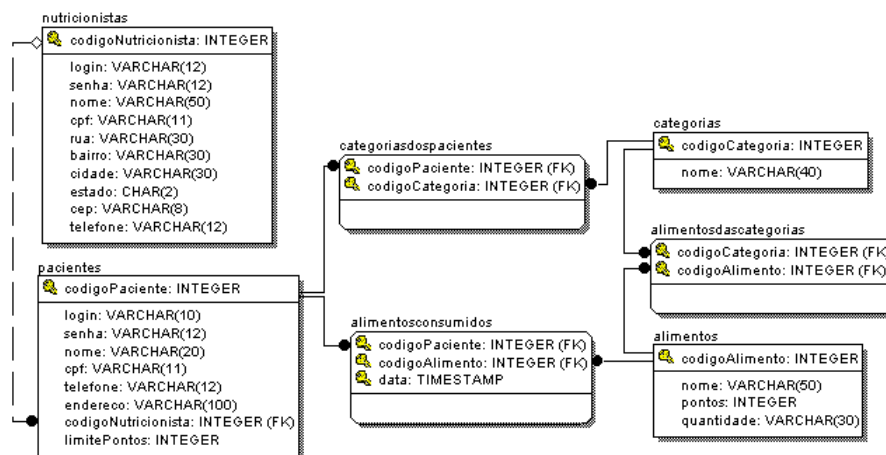 nutricionistas
codigoNutricionista: INTEGER
login: VARCHAR(12)
senha: VARCHAR(12)
nome: VARCHAR(50)
cpf: VARCHAR(11)
rua: VARCHAR(30)
bairro: VARCHAR(30)
cidade: VARCHAR(30)
estado: CHAR(2)
cep: VARCHAR(8)
telefone: VARCHAR(12)
pacientes
codigoPaciente: INTEGER
login: VARCHAR(10)
senha: VARCHAR(12)
nome: VARCHAR(20)
cpf: VARCHAR(11)
telefone: VARCHAR(12)
endereco: VARCHAR(100)
codigoNutricionista: INTEGER (FK)
limitePontos: INTEGER
categoriasdospacientes
codigoPaciente: INTEGER (FK)
codigoCategoria: INTEGER (FK)
alimentosconsumidos
codigoPaciente: INTEGER (FK)
codigoAlimento: INTEGER (FK)
data: TIMESTAMP
categorias
codigoCategoria: INTEGER
nome: VARCHAR(40)
alimentosdascategorias
codigoCategoria: INTEGER (FK)
codigoAlimento: INTEGER (FK)
alimentos
codigoAlimento: INTEGER
nome: VARCHAR(50)
pontos: INTEGER
quantidade: VARCHAR(30)